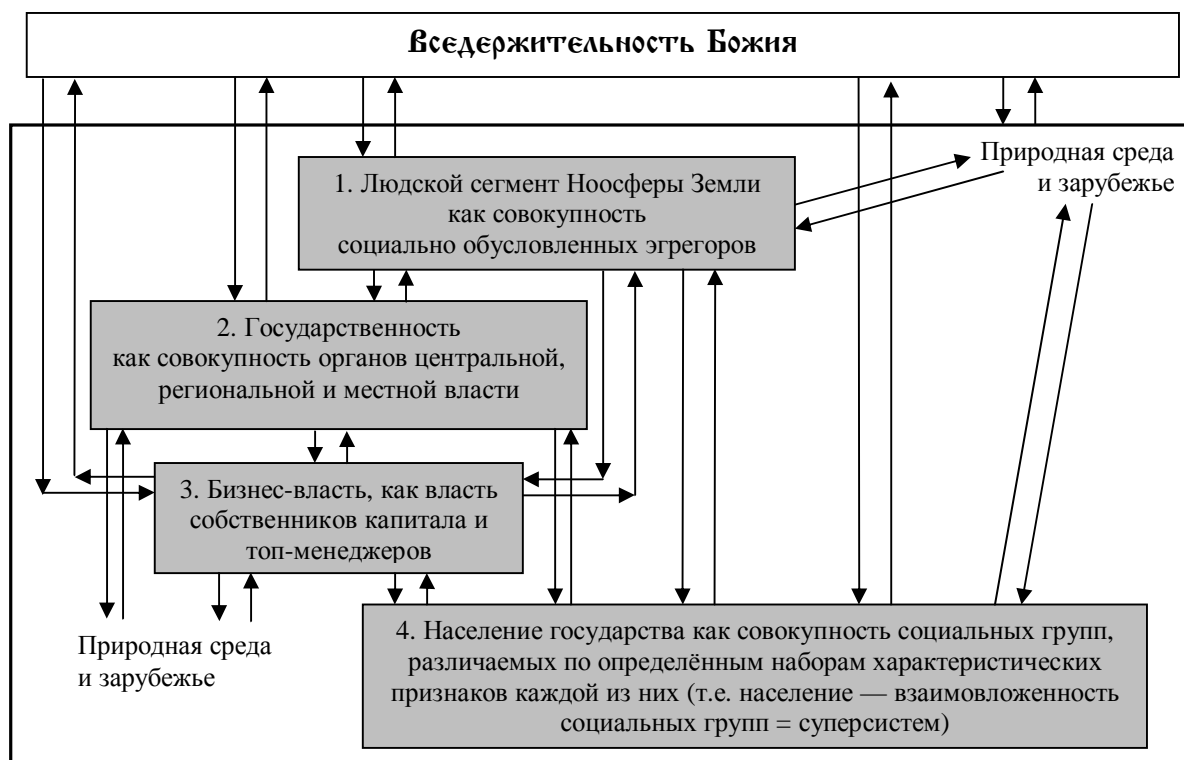 Вседержительность Божия
Природная среда
и зарубежье
1. Людской сегмент Ноосферы Земли
как совокупность
социально обусловленных эгрегоров
2. Государственность
как совокупность органов центральной,
региональной и местной власти
3. Бизнес-власть, как власть
собственников капитала и
топ-менеджеров
Природная среда
и зарубежье
4. Население государства как совокупность социальных групп,
различаемых по определённым наборам характеристических
признаков каждой из них (т.е. население — взаимовложенность
социальных групп = суперсистем)